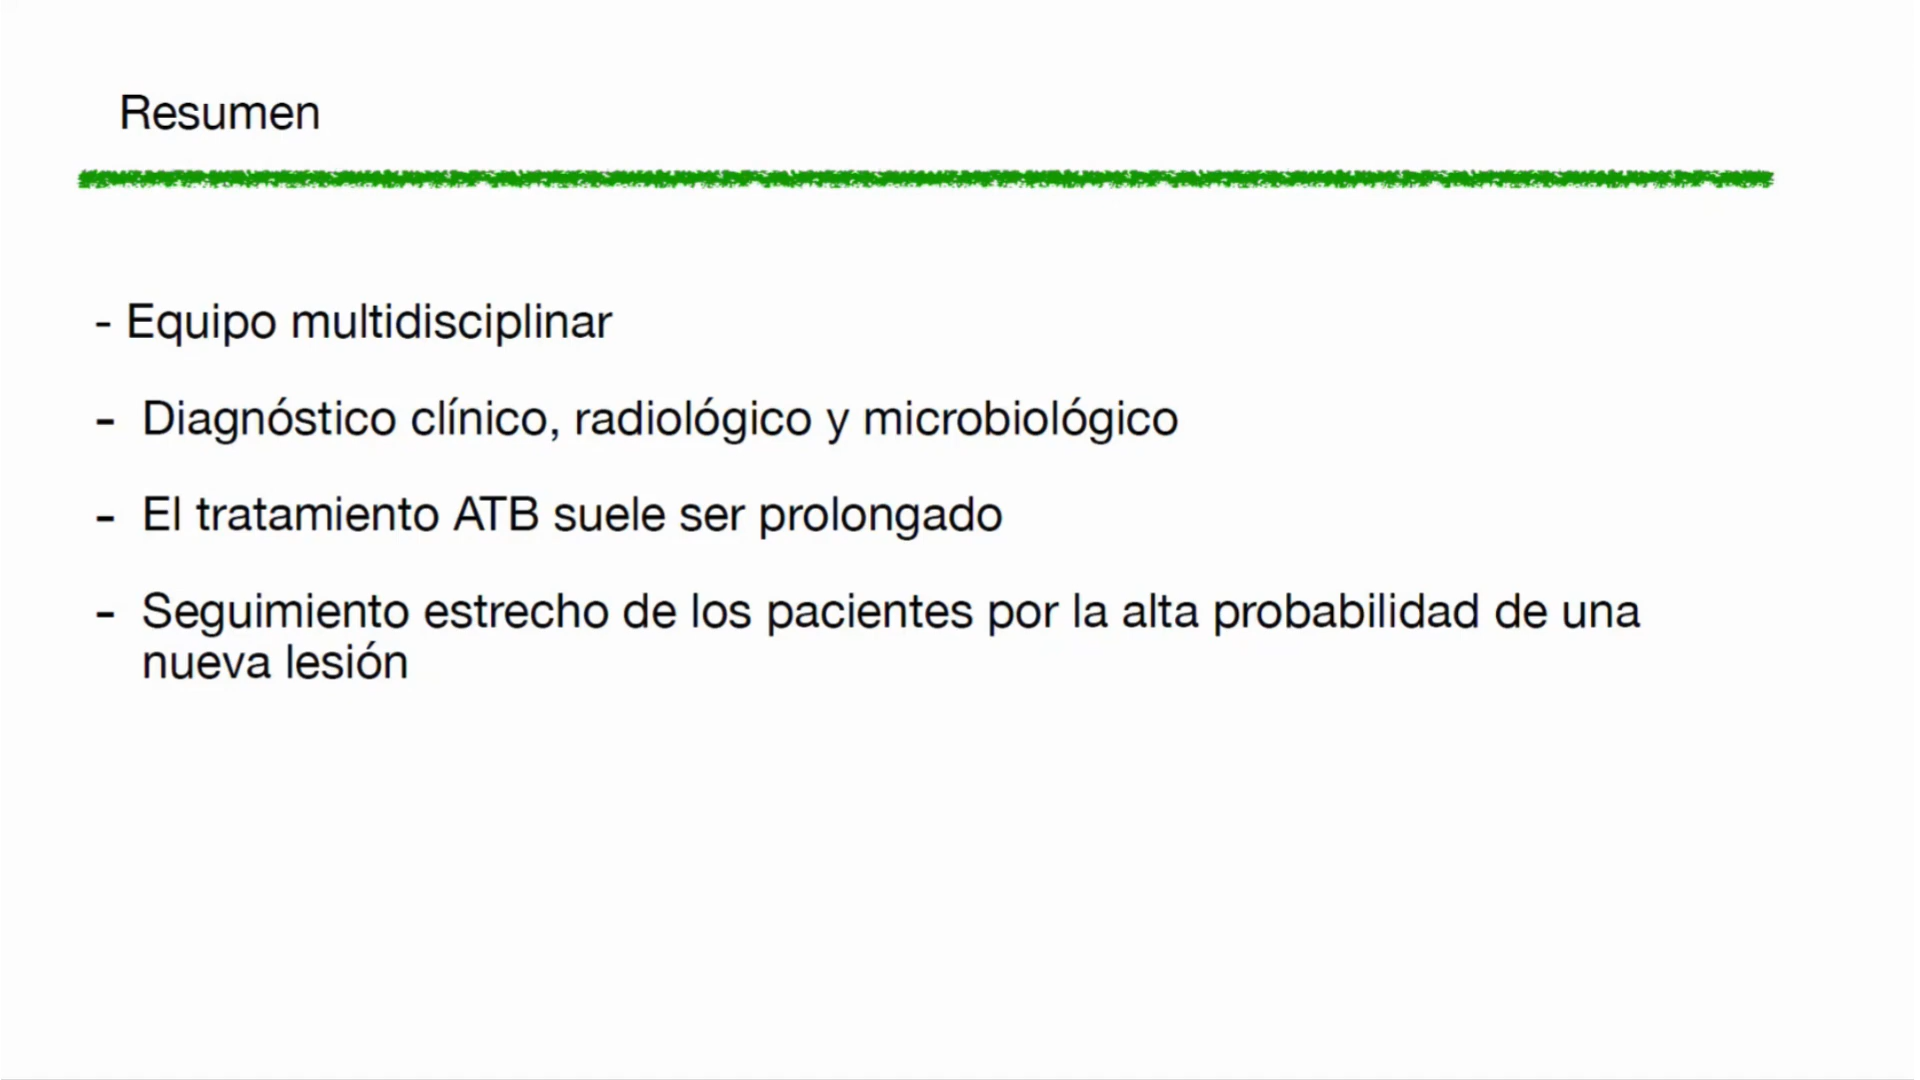 Resumen
- Equipo multidisciplinar
- Diagnóstico clínico, radiológico y microbiológico
- El tratamiento ATB suele ser prolongado
- Seguimiento estrecho de los pacientes por la alta probabilidad de una
nueva lesión